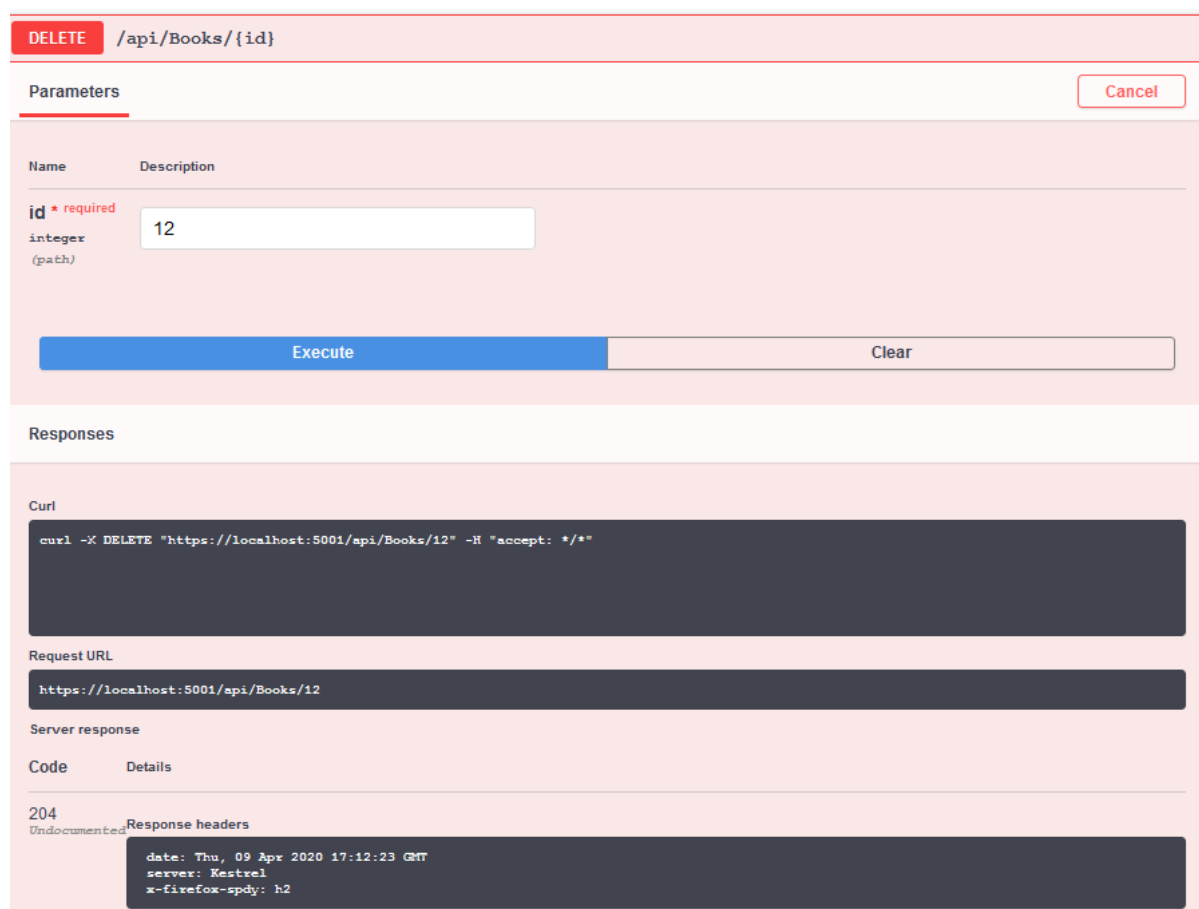 DELETE /api/Books/{id}
Parameters Cancel
Name Description
id * required 12
integer
(path)
Execute Clear
Responses
Curl
curl -X DELETE "https://localhost:5001/api/Books/12" -H "accept: */*"
Request URL
https://localhost:5001/api/Books/12
Server response
Code Details
204
Undocumented Response headers
date: Thu, 09 Apr 2020 17:12:23 GMT
server: Kestrel
x-firefox-spdy: h2